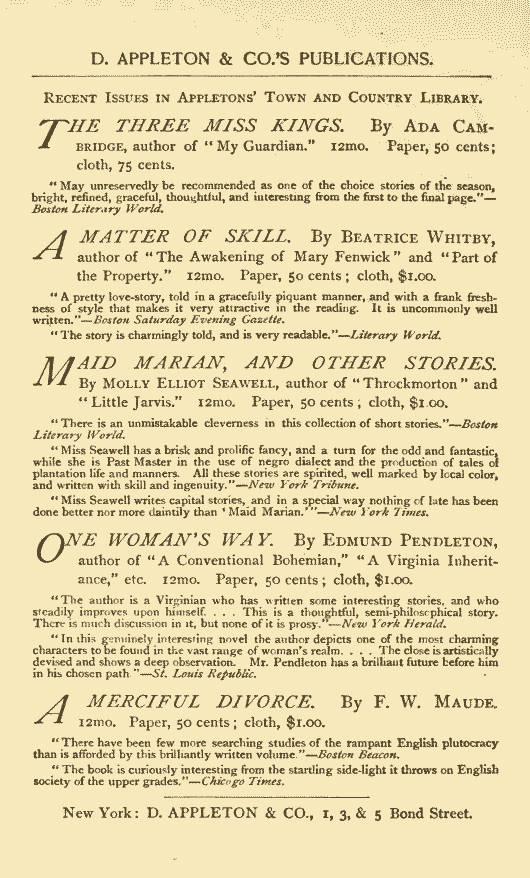 D. APPLETON & CO.'S PUBLICATIONS.
RECENT ISSUES IN APPLETONS' TOWN AND COUNTRY LIBRARY.
THE THREE MISS KINGS. By ADA CAM-
BRIDGE, author of "My Guardian." 12mo. Paper, 50 cents;
cloth, 75 cents.
"May unreservedly be recommended as one of the choice stories of the season,
bright, refined, graceful, thoughtful, and interesting from the first to the final page."—
Boston Literary World.
A MATTER OF SKILL. By BEATRICE WHITBY,
author of "The Awakening of Mary Fenwick" and "Part of
the Property." 12mo. Paper, 50 cents; cloth, $1.00.
"A pretty love-story, told in a gracefully piquant manner, and with a frank fresh-
ness of style that makes it very attractive in the reading. It is uncommonly well
written."—Boston Saturday Evening Gazette.
"The story is charmingly told, and is very readable."—Literary World.
MAID MARIAN, AND OTHER STORIES.
By MOLLY ELLIOT SEAWELL, author of "Throckmorton" and
"Little Jarvis." 12mo. Paper, 50 cents; cloth, $1.00.
"There is an unmistakable cleverness in this collection of short stories."—Boston
Literary World.
"Miss Seawell has a brisk and prolific fancy, and a turn for the odd and fantastic,
while she is Past Master in the use of negro dialect and the production of tales of
plantation life and manners. All these stories are spirited, well marked by local color,
and written with skill and ingenuity."—New York Tribune.
"Miss Seawell writes capital stories, and in a special way nothing of late has been
done better nor more daintily than 'Maid Marian.'"—New York Times.
ONE WOMAN'S WAY. By EDMUND PENDLETON,
author of "A Conventional Bohemian," "A Virginia Inherit-
ance," etc. 12mo. Paper, 50 cents; cloth, $1.00.
"The author is a Virginian who has written some interesting stories, and who
steadily improves upon himself. . . . This is a thoughtful, semi-philosophical story.
There is much discussion in it, but none of it is prosy."—New York Herald.
"In this genuinely interesting novel the author depicts one of the most charming
characters to be found in the vast range of woman's realm. . . . The close is artistically
devised and shows a deep observation. Mr. Pendleton has a brilliant future before him
in his chosen path"—St. Louis Republic.
A MERCIFUL DIVORCE. By F. W. MAUDE.
12mo. Paper, 50 cents; cloth, $1.00.
"There have been few more searching studies of the rampant English plutocracy
than is afforded by this brilliantly written volume."—Boston Beacon.
"The book is curiously interesting from the startling side-light it throws on English
society of the upper grades."—Chicago Times.
New York: D. APPLETON & CO., 1, 3, & 5 Bond Street.